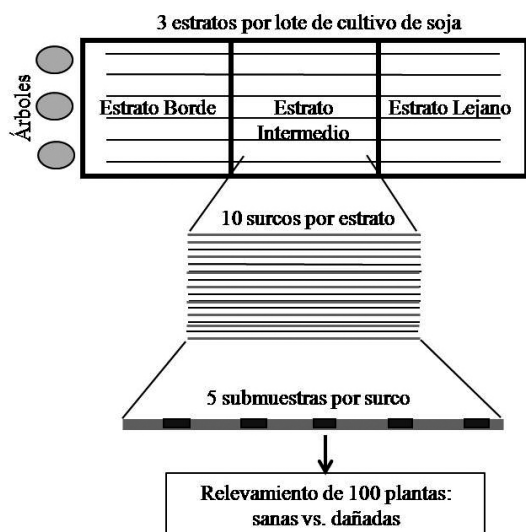 3 estratos por lote de cultivo de soja
Árboles
Estrato Borde
Estrato
Intermedio
Estrato Lejano
10 surcos por estrato
5 submuestras por surco
Relevamiento de 100 plantas:
sanas vs. dañadas